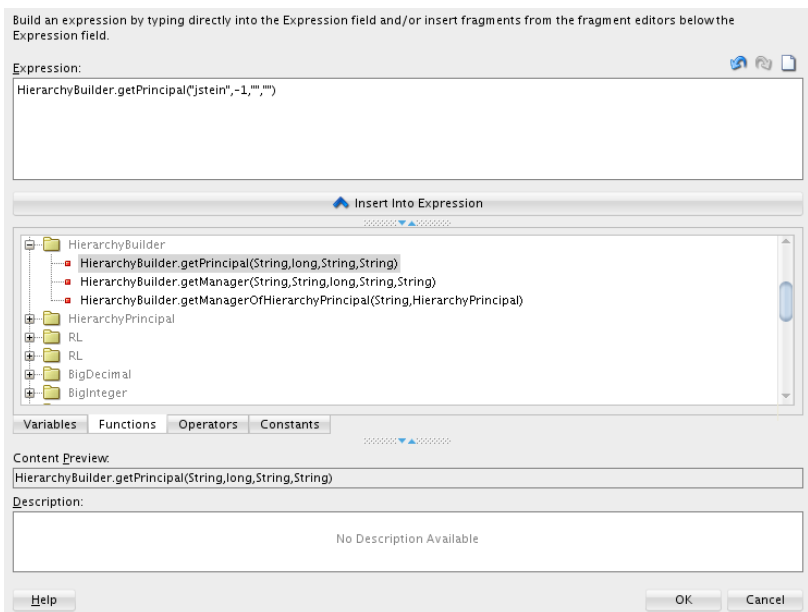 Build an expression by typing directly into the Expression field and/or insert fragments from the fragment editors below the
Expression field.
Expression:
HierarchyBuilder.getPrincipal("jstein",-1,"","")
Insert Into Expression
HierarchyBuilder
HierarchyBuilder.getPrincipal(String,long,String,String)
HierarchyBuilder.getManager(String,String,long,String,String)
HierarchyBuilder.getManagerOfHierarchyPrincipal(String,HierarchyPrincipal)
HierarchyPrincipal
RL
RL
BigDecimal
BigInteger
Variables Functions Operators Constants
Content Preview:
HierarchyBuilder.getPrincipal(String,long,String,String)
Description:
No Description Available
Help OK Cancel